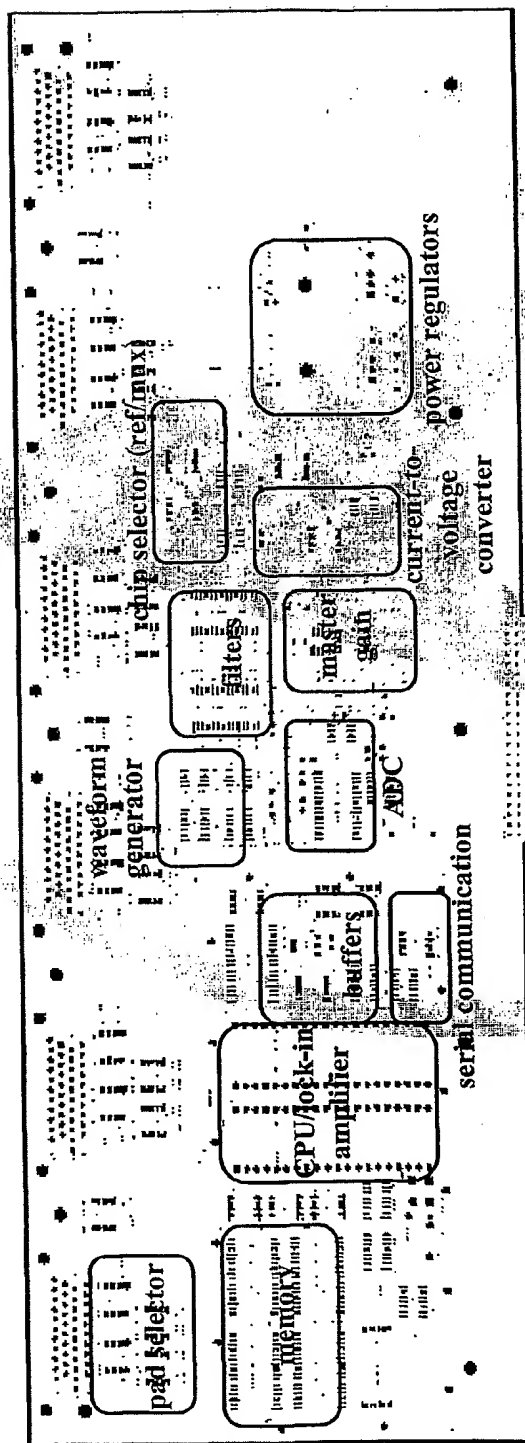 pad selector
memory
CPU/lock-in
amplifier
buffers
serial communication
waveform
generator
ADC
filters
master
gain
chip selector (ref/mux)
current-to-
voltage
converter
power regulators